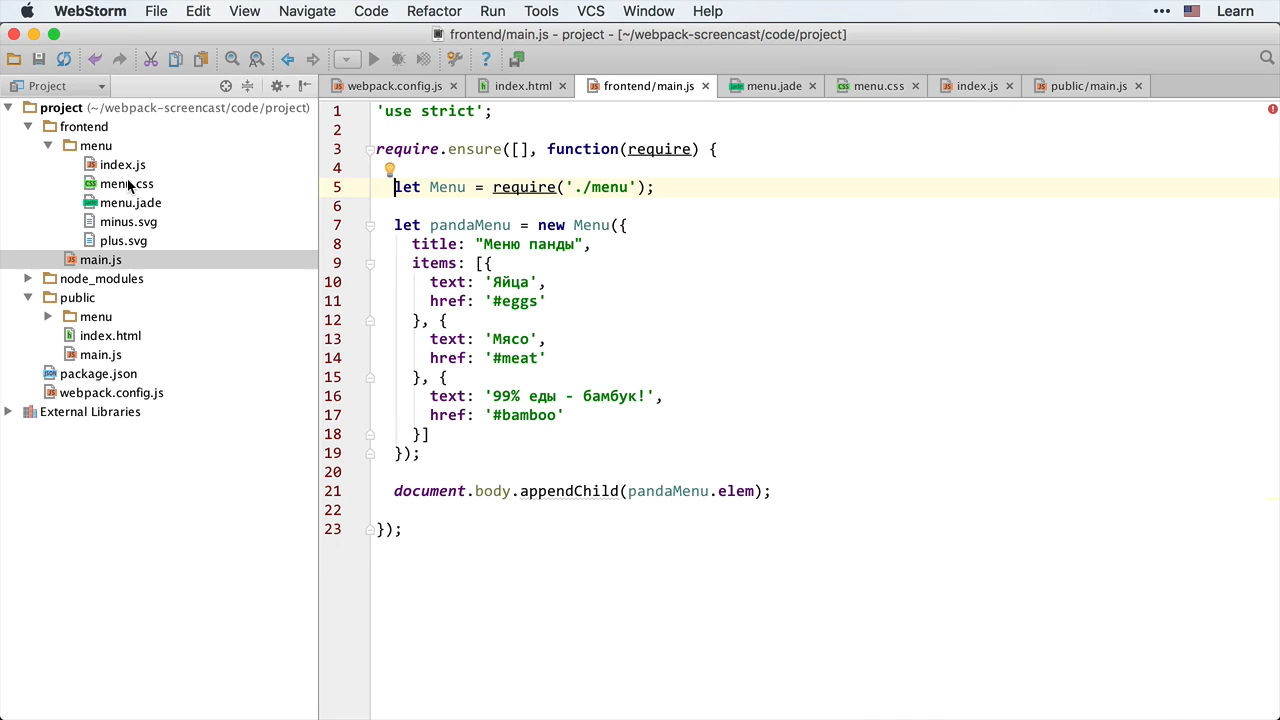 WebStorm File Edit View Navigate Code Refactor Run Tools VCS Window Help ••• Learn
frontend/main.js - project - [~/webpack-screencast/code/project]
Project
webpack.config.js index.html frontend/main.js menu.jade menu.css index.js public/main.js
project (~/webpack-screencast/code/project)
frontend
menu
index.js
menu.css
menu.jade
minus.svg
plus.svg
main.js
node_modules
public
menu
index.html
main.js
package.json
webpack.config.js
External Libraries
1 'use strict';
2
3 require.ensure([], function(require) {
4
5 let Menu = require('./menu');
6
7 let pandaMenu = new Menu({
8 title: "Меню панды",
9 items: [{
10 text: 'Яйца',
11 href: '#eggs'
12 }, {
13 text: 'Мясо',
14 href: '#meat'
15 }, {
16 text: '99% еды - бамбук!',
17 href: '#bamboo'
18 }]
19 });
20
21 document.body.appendChild(pandaMenu.elem);
22
23 });